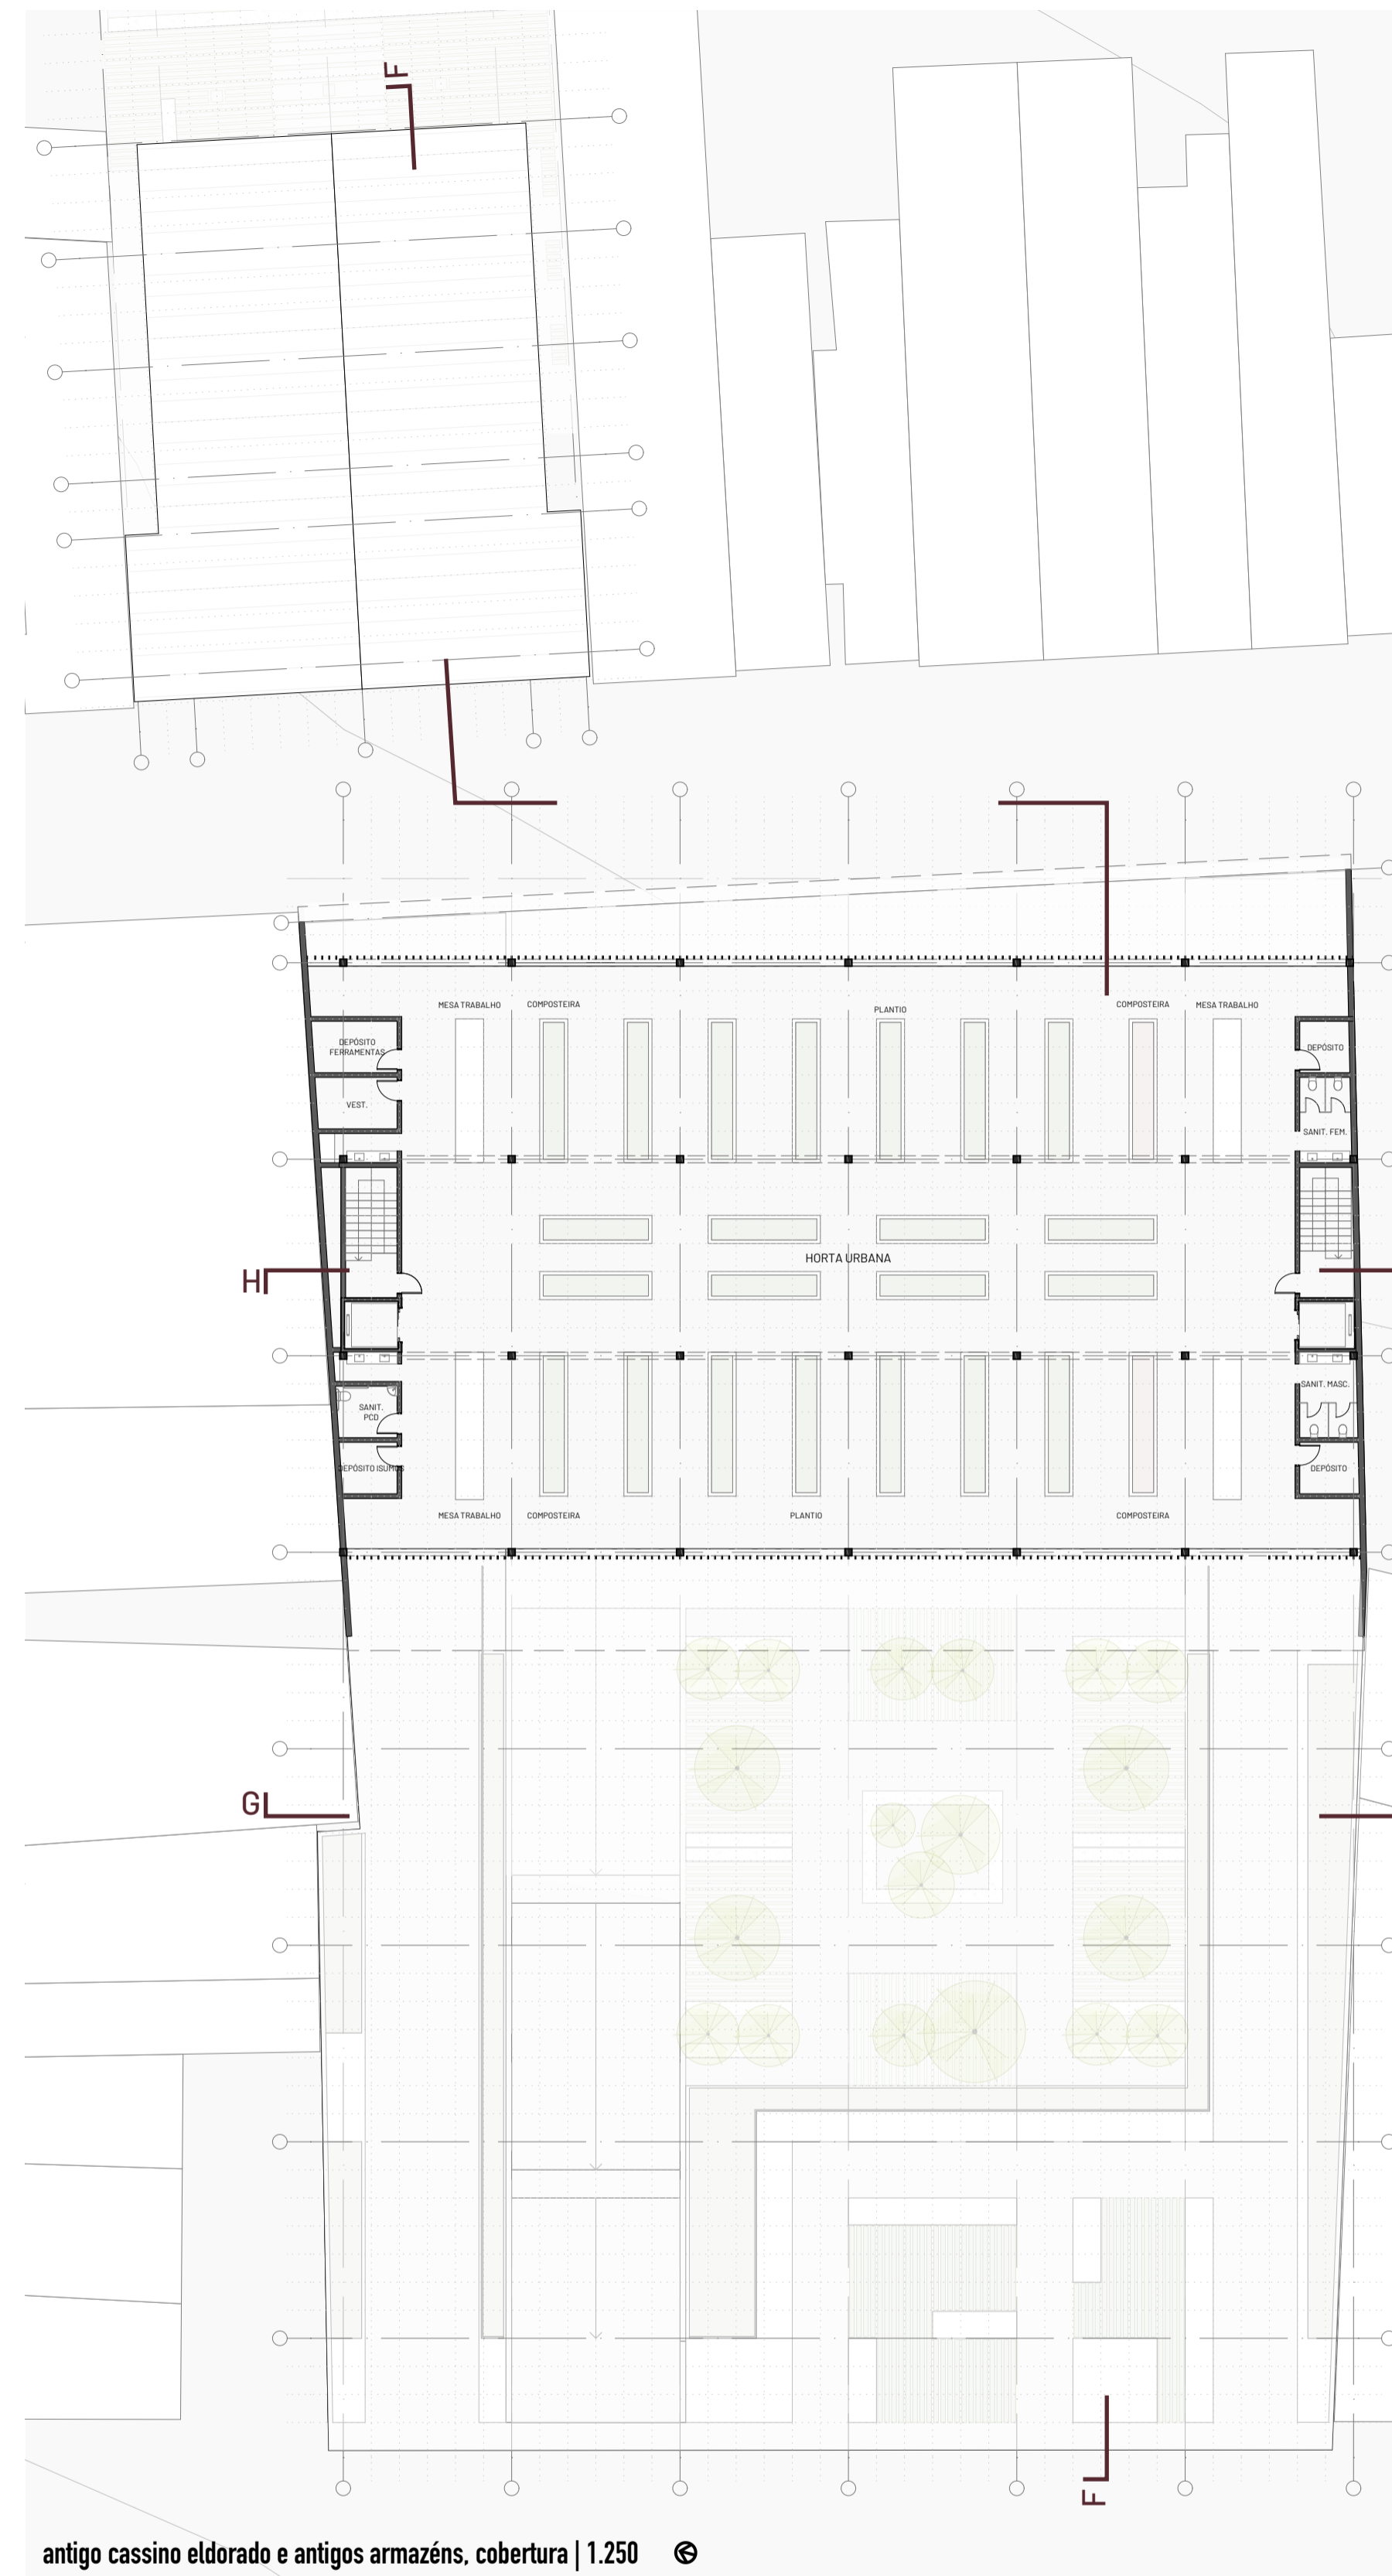 F
MESA TRABALHO
COMPOSTEIRA
PLANTIO
COMPOSTEIRA
MESA TRABALHO
DEPÓSITO
FERRAMENTAS
DEPÓSITO
VEST.
SANIT. FEM.
HORTA URBANA
H
SANIT.
PCD
SANIT. MASC.
DEPÓSITO ISUMOS
DEPÓSITO
MESA TRABALHO
COMPOSTEIRA
PLANTIO
COMPOSTEIRA
G
F
antigo cassino eldorado e antigos armazéns, cobertura | 1.250